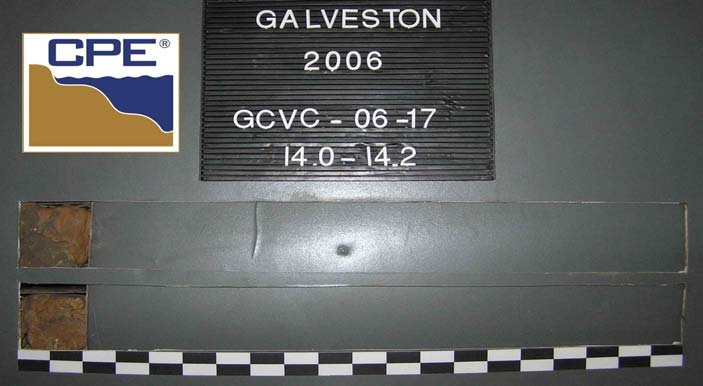 GALVESTON
2006
GCVC - 06 -17
14.0 - 14.2
CPE®